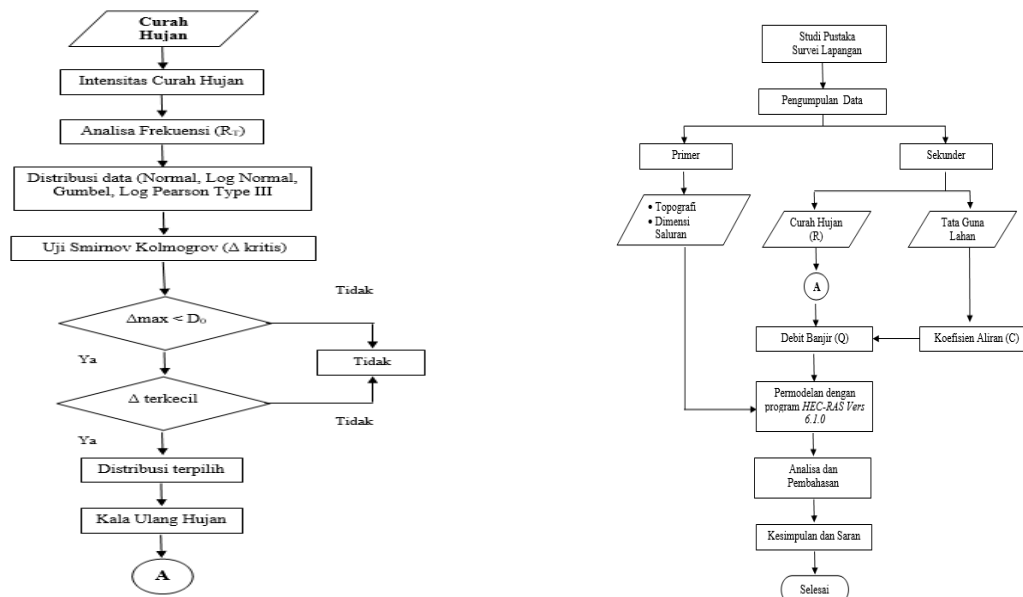 Curah
Hujan
Intensitas Curah Hujan
Analisa Frekuensi (RT)
Distribusi data (Normal, Log Normal,
Gumbel, Log Pearson Type III
Uji Smirnov Kolmogrov (Δ kritis)
Tidak
Δmax < Do
Tidak
Ya
Δ terkecil
Tidak
Ya
Distribusi terpilih
Kala Ulang Hujan
A
Studi Pustaka
Survei Lapangan
Pengumpulan Data
Primer
Sekunder
• Topografi
• Dimensi
Saluran
Curah Hujan
(R)
Tata Guna
Lahan
A
Debit Banjir (Q)
Koefisien Aliran (C)
Permodelan dengan
program HEC-RAS Vers
6.1.0
Analisa dan
Pembahasan
Kesimpulan dan Saran
Selesai